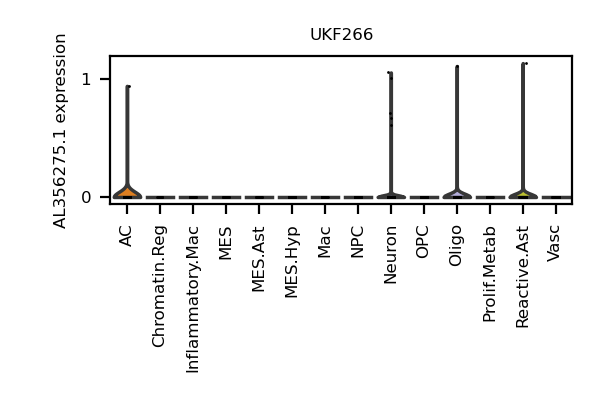 UKF266
AL356275.1 expression
1
0
AC
Chromatin.Reg
Inflammatory.Mac
MES
MES.Ast
MES.Hyp
Mac
NPC
Neuron
OPC
Oligo
Prolif.Metab
Reactive.Ast
Vasc